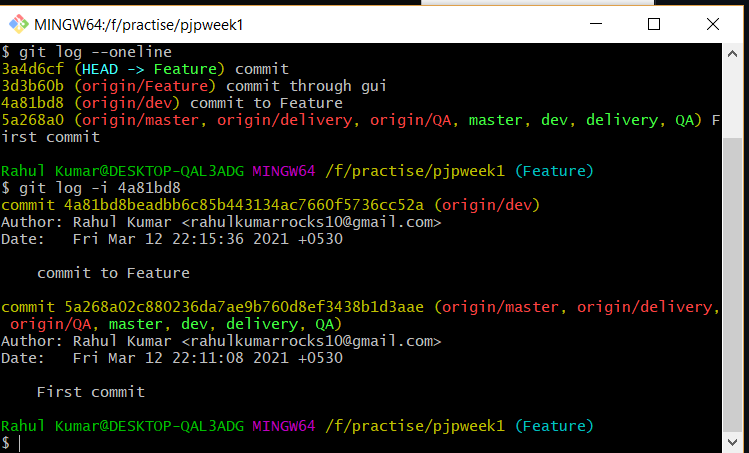 MINGW64:/f/practise/pjpweek1
$ git log --oneline
3a4d6cf (HEAD -> Feature) commit
3d3b60b (origin/Feature) commit through gui
4a81bd8 (origin/dev) commit to Feature
5a268a0 (origin/master, origin/delivery, origin/QA, master, dev, delivery, QA) F
irst commit
Rahul Kumar@DESKTOP-QAL3ADG MINGW64 /f/practise/pjpweek1 (Feature)
$ git log -i 4a81bd8
commit 4a81bd8beadbb6c85b443134ac7660f5736cc52a (origin/dev)
Author: Rahul Kumar <rahulkumarrocks10@gmail.com>
Date:   Fri Mar 12 22:15:36 2021 +0530
    commit to Feature
commit 5a268a02c880236da7ae9b760d8ef3438b1d3aae (origin/master, origin/delivery,
 origin/QA, master, dev, delivery, QA)
Author: Rahul Kumar <rahulkumarrocks10@gmail.com>
Date:   Fri Mar 12 22:11:08 2021 +0530
    First commit
Rahul Kumar@DESKTOP-QAL3ADG MINGW64 /f/practise/pjpweek1 (Feature)
$